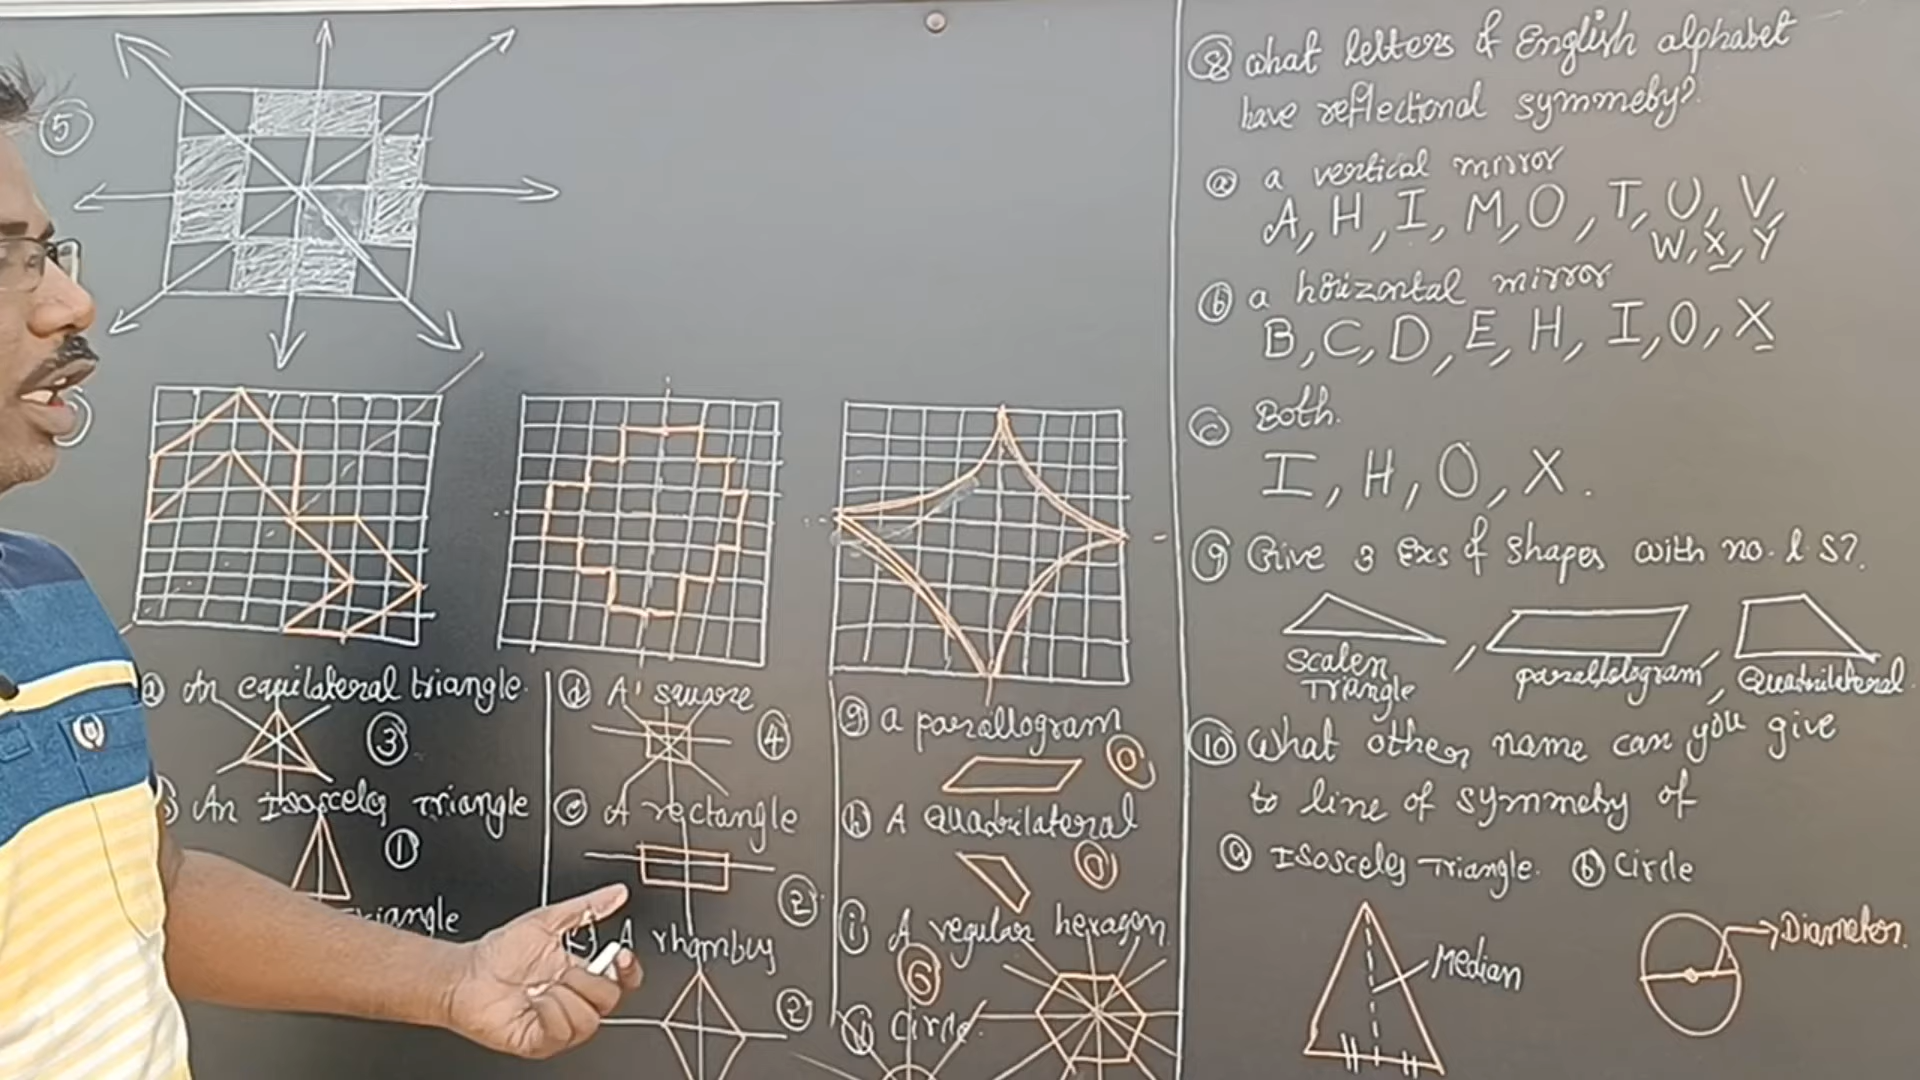 5
a An equilateral triangle.
3
An Isosceles Triangle
1
riangle
d A square
4
e A rectangle
2
A rhombus
2
g a parallogram
0
h A Quadrilateral
0
i A regular hexagon
6
Circle.
8 What letters of English alphabet
have reflectional symmetry?
a a vertical mirror
A, H, I, M, O, T, U, V,
W, X, Y
b a horizontal mirror
B, C, D, E, H, I, O, X
c Both.
I, H, O, X.
9 Give 3 Exs of Shapes with no. l. S?.
Scalen Triangle, parallelogram, Quadrilateral.
10 What other name can you give
to line of symmetry of
a Isosceles Triangle. b Circle
Median
Diameter.